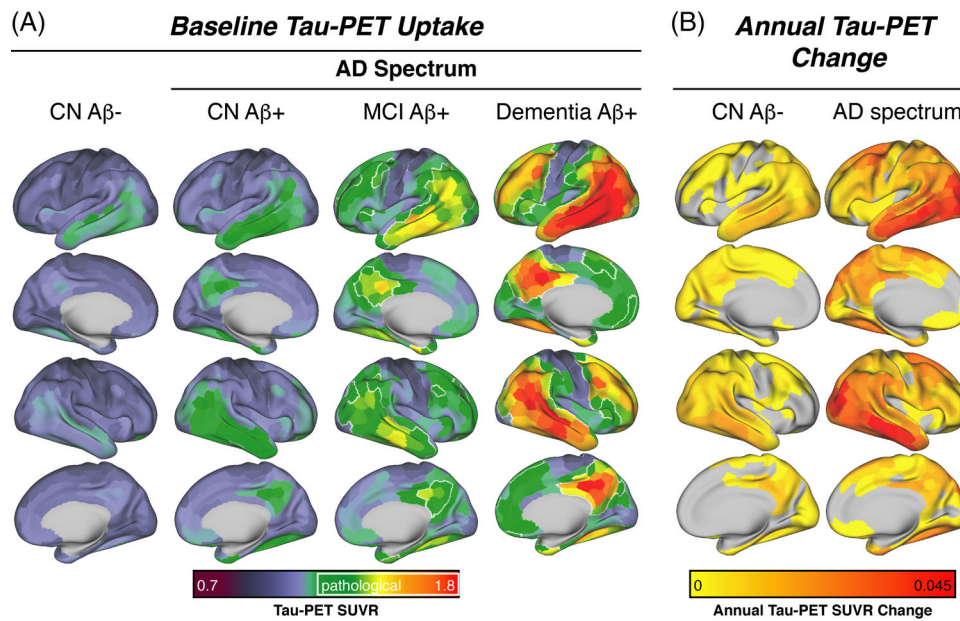 (A)
Baseline Tau-PET Uptake
AD Spectrum
CN Aβ-
CN Aβ+
MCI Aβ+
Dementia Aβ+
0.7
pathological
1.8
Tau-PET SUVR
(B)
Annual Tau-PET
Change
CN Aβ-
AD spectrum
0
0.045
Annual Tau-PET SUVR Change